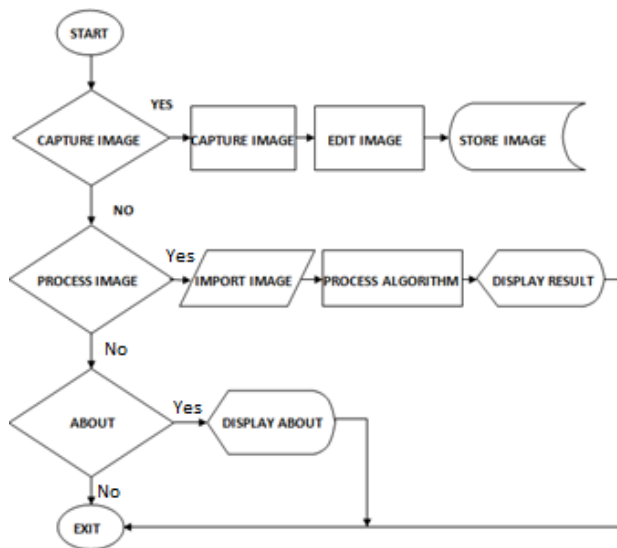 START
YES
CAPTURE IMAGE
CAPTURE IMAGE
EDIT IMAGE
STORE IMAGE
NO
Yes
PROCESS IMAGE
IMPORT IMAGE
PROCESS ALGORITHM
DISPLAY RESULT
No
Yes
ABOUT
DISPLAY ABOUT
No
EXIT